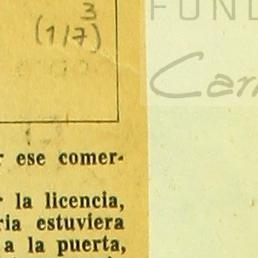 3
(1/7)
FUND
Car
r ese comer-
r la licencia,
ria estuviera
a la puerta,